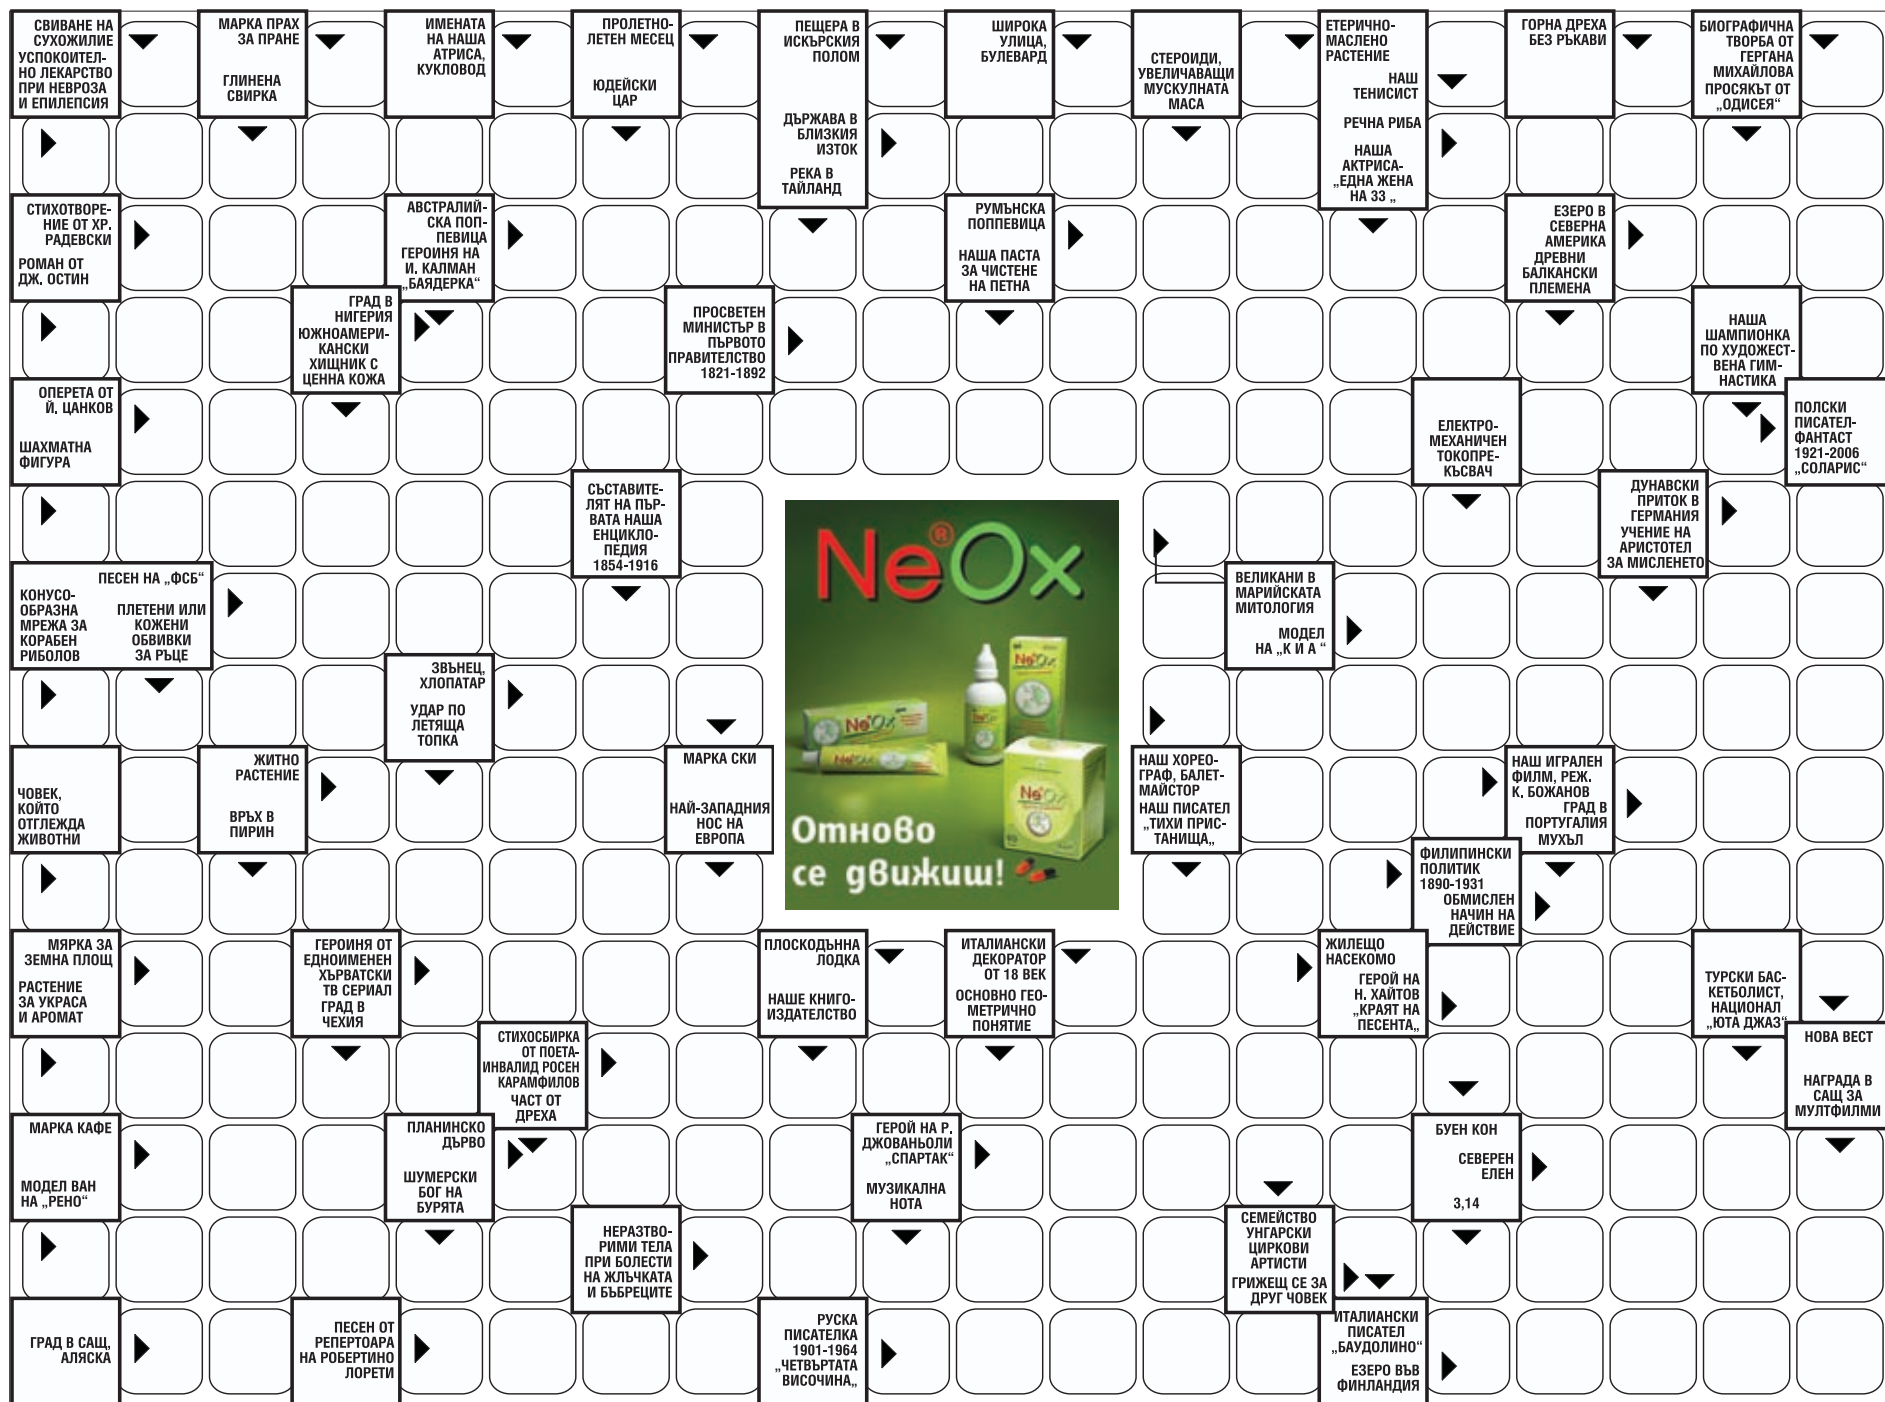 СВИВАНЕ НА
СУХОЖИЛИЕ
УСПОКОИТЕЛ-
НО ЛЕКАРСТВО
ПРИ НЕВРОЗА
И ЕПИЛЕПСИЯ
МАРКА ПРАХ
ЗА ПРАНЕ
ГЛИНЕНА
СВИРКА
ИМЕНАТА
НА НАША
АТРИСА,
КУКЛОВОД
ПРОЛЕТНО-
ЛЕТЕН МЕСЕЦ
ЮДЕЙСКИ
ЦАР
ПЕЩЕРА В
ИСКЪРСКИЯ
ПОЛОМ
ДЪРЖАВА В
БЛИЗКИЯ
ИЗТОК
РЕКА В
ТАЙЛАНД
ШИРОКА
УЛИЦА,
БУЛЕВАРД
СТЕРОИДИ,
УВЕЛИЧАВАЩИ
МУСКУЛНАТА
МАСА
ЕТЕРИЧНО-
МАСЛЕНО
РАСТЕНИЕ
НАШ
ТЕНИСИСТ
РЕЧНА РИБА
НАША
АКТРИСА-
„ЕДНА ЖЕНА
НА 33 „
ГОРНА ДРЕХА
БЕЗ РЪКАВИ
БИОГРАФИЧНА
ТВОРБА ОТ
ГЕРГАНА
МИХАЙЛОВА
ПРОСЯКЪТ ОТ
„ОДИСЕЯ“
СТИХОТВОРЕ-
НИЕ ОТ ХР.
РАДЕВСКИ
РОМАН ОТ
ДЖ. ОСТИН
АВСТРАЛИЙ-
СКА ПОП-
ПЕВИЦА
ГЕРОИНЯ НА
И. КАЛМАН
„БАЯДЕРКА“
РУМЪНСКА
ПОППЕВИЦА
НАША ПАСТА
ЗА ЧИСТЕНЕ
НА ПЕТНА
ЕЗЕРО В
СЕВЕРНА
АМЕРИКА
ДРЕВНИ
БАЛКАНСКИ
ПЛЕМЕНА
ГРАД В
НИГЕРИЯ
ЮЖНОАМЕРИ-
КАНСКИ
ХИЩНИК С
ЦЕННА КОЖА
ПРОСВЕТЕН
МИНИСТЪР В
ПЪРВОТО
ПРАВИТЕЛСТВО
1821-1892
НАША
ШАМПИОНКА
ПО ХУДОЖЕСТ-
ВЕНА ГИМ-
НАСТИКА
ОПЕРЕТА ОТ
Й. ЦАНКОВ
ШАХМАТНА
ФИГУРА
ЕЛЕКТРО-
МЕХАНИЧЕН
ТОКОПРЕ-
КЪСВАЧ
ПОЛСКИ
ПИСАТЕЛ-
ФАНТАСТ
1921-2006
„СОЛАРИС“
СЪСТАВИТЕ-
ЛЯТ НА ПЪР-
ВАТА НАША
ЕНЦИКЛО-
ПЕДИЯ
1854-1916
ДУНАВСКИ
ПРИТОК В
ГЕРМАНИЯ
УЧЕНИЕ НА
АРИСТОТЕЛ
ЗА МИСЛЕНЕТО
Ne®Ox
NeOx
NeOx
NeOx
NeOx
NeOx
NeOx
Отново
се движиш!
ПЕСЕН НА „ФСБ“
КОНУСО-
ОБРАЗНА
МРЕЖА ЗА
КОРАБЕН
РИБОЛОВ
ПЛЕТЕНИ ИЛИ
КОЖЕНИ
ОБВИВКИ
ЗА РЪЦЕ
ВЕЛИКАНИ В
МАРИЙСКАТА
МИТОЛОГИЯ
МОДЕЛ
НА „К И А “
ЗВЪНЕЦ,
ХЛОПАТАР
УДАР ПО
ЛЕТЯЩА
ТОПКА
ЧОВЕК,
КОЙТО
ОТГЛЕЖДА
ЖИВОТНИ
ЖИТНО
РАСТЕНИЕ
ВРЪХ В
ПИРИН
МАРКА СКИ
НАЙ-ЗАПАДНИЯ
НОС НА
ЕВРОПА
НАШ ХОРЕО-
ГРАФ, БАЛЕТ-
МАЙСТОР
НАШ ПИСАТЕЛ
„ТИХИ ПРИС-
ТАНИЩА„
НАШ ИГРАЛЕН
ФИЛМ, РЕЖ.
К. БОЖАНОВ
ГРАД В
ПОРТУГАЛИЯ
МУХЪЛ
ФИЛИПИНСКИ
ПОЛИТИК
1890-1931
ОБМИСЛЕН
НАЧИН НА
ДЕЙСТВИЕ
МЯРКА ЗА
ЗЕМНА ПЛОЩ
РАСТЕНИЕ
ЗА УКРАСА
И АРОМАТ
ГЕРОИНЯ ОТ
ЕДНОИМЕНЕН
ХЪРВАТСКИ
ТВ СЕРИАЛ
ГРАД В
ЧЕХИЯ
ПЛОСКОДЪННА
ЛОДКА
НАШЕ КНИГО-
ИЗДАТЕЛСТВО
ИТАЛИАНСКИ
ДЕКОРАТОР
ОТ 18 ВЕК
ОСНОВНО ГЕО-
МЕТРИЧНО
ПОНЯТИЕ
ЖИЛЕЩО
НАСЕКОМО
ГЕРОЙ НА
Н. ХАЙТОВ
„КРАЯТ НА
ПЕСЕНТА„
ТУРСКИ БАС-
КЕТБОЛИСТ,
НАЦИОНАЛ
„ЮТА ДЖАЗ“
СТИХОСБИРКА
ОТ ПОЕТА-
ИНВАЛИД РОСЕН
КАРАМФИЛОВ
ЧАСТ ОТ
ДРЕХА
НОВА ВЕСТ
НАГРАДА В
САЩ ЗА
МУЛТФИЛМИ
МАРКА КАФЕ
МОДЕЛ ВАН
НА „РЕНО“
ПЛАНИНСКО
ДЪРВО
ШУМЕРСКИ
БОГ НА
БУРЯТА
ГЕРОЙ НА Р.
ДЖОВАНЬОЛИ
„СПАРТАК“
МУЗИКАЛНА
НОТА
БУЕН КОН
СЕВЕРЕН
ЕЛЕН
3,14
НЕРАЗТВО-
РИМИ ТЕЛА
ПРИ БОЛЕСТИ
НА ЖЛЪЧКАТА
И БЪБРЕЦИТЕ
СЕМЕЙСТВО
УНГАРСКИ
ЦИРКОВИ
АРТИСТИ
ГРИЖЕЩ СЕ ЗА
ДРУГ ЧОВЕК
ГРАД В САЩ,
АЛЯСКА
ПЕСЕН ОТ
РЕПЕРТОАРА
НА РОБЕРТИНО
ЛОРЕТИ
РУСКА
ПИСАТЕЛКА
1901-1964
„ЧЕТВЪРТАТА
ВИСОЧИНА„
ИТАЛИАНСКИ
ПИСАТЕЛ
„БАУДОЛИНО“
ЕЗЕРО ВЪВ
ФИНЛАНДИЯ